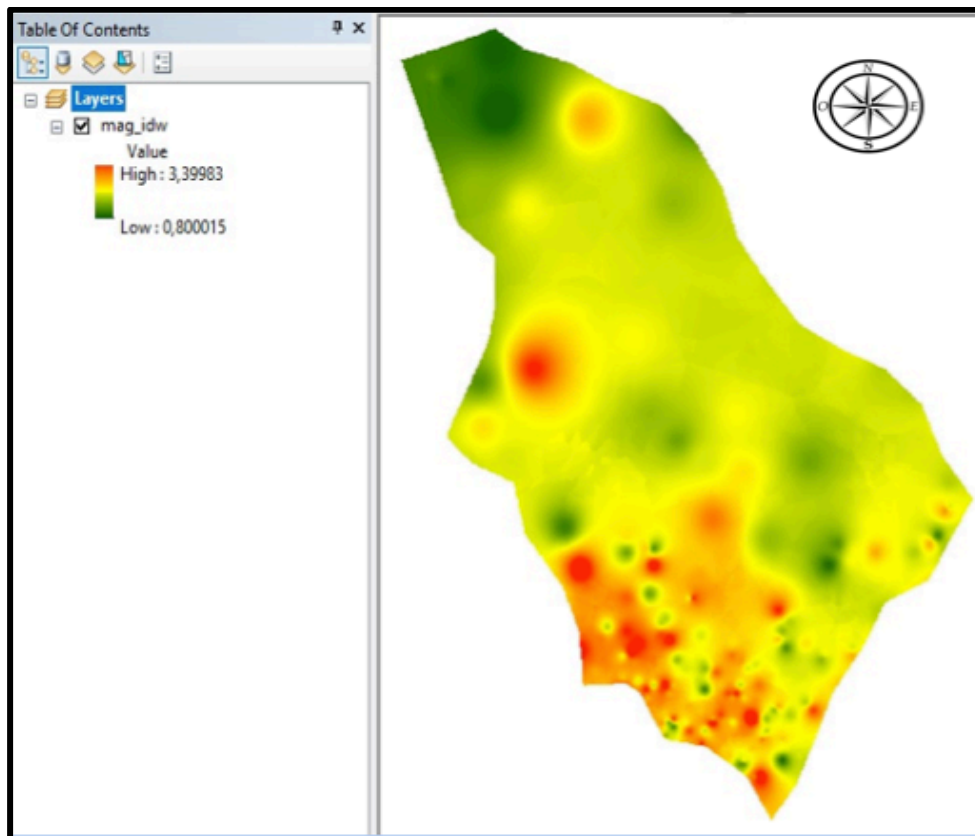 Table Of Contents
Layers
mag_idw
Value
High : 3,39983
Low : 0,800015
N
O
E
S